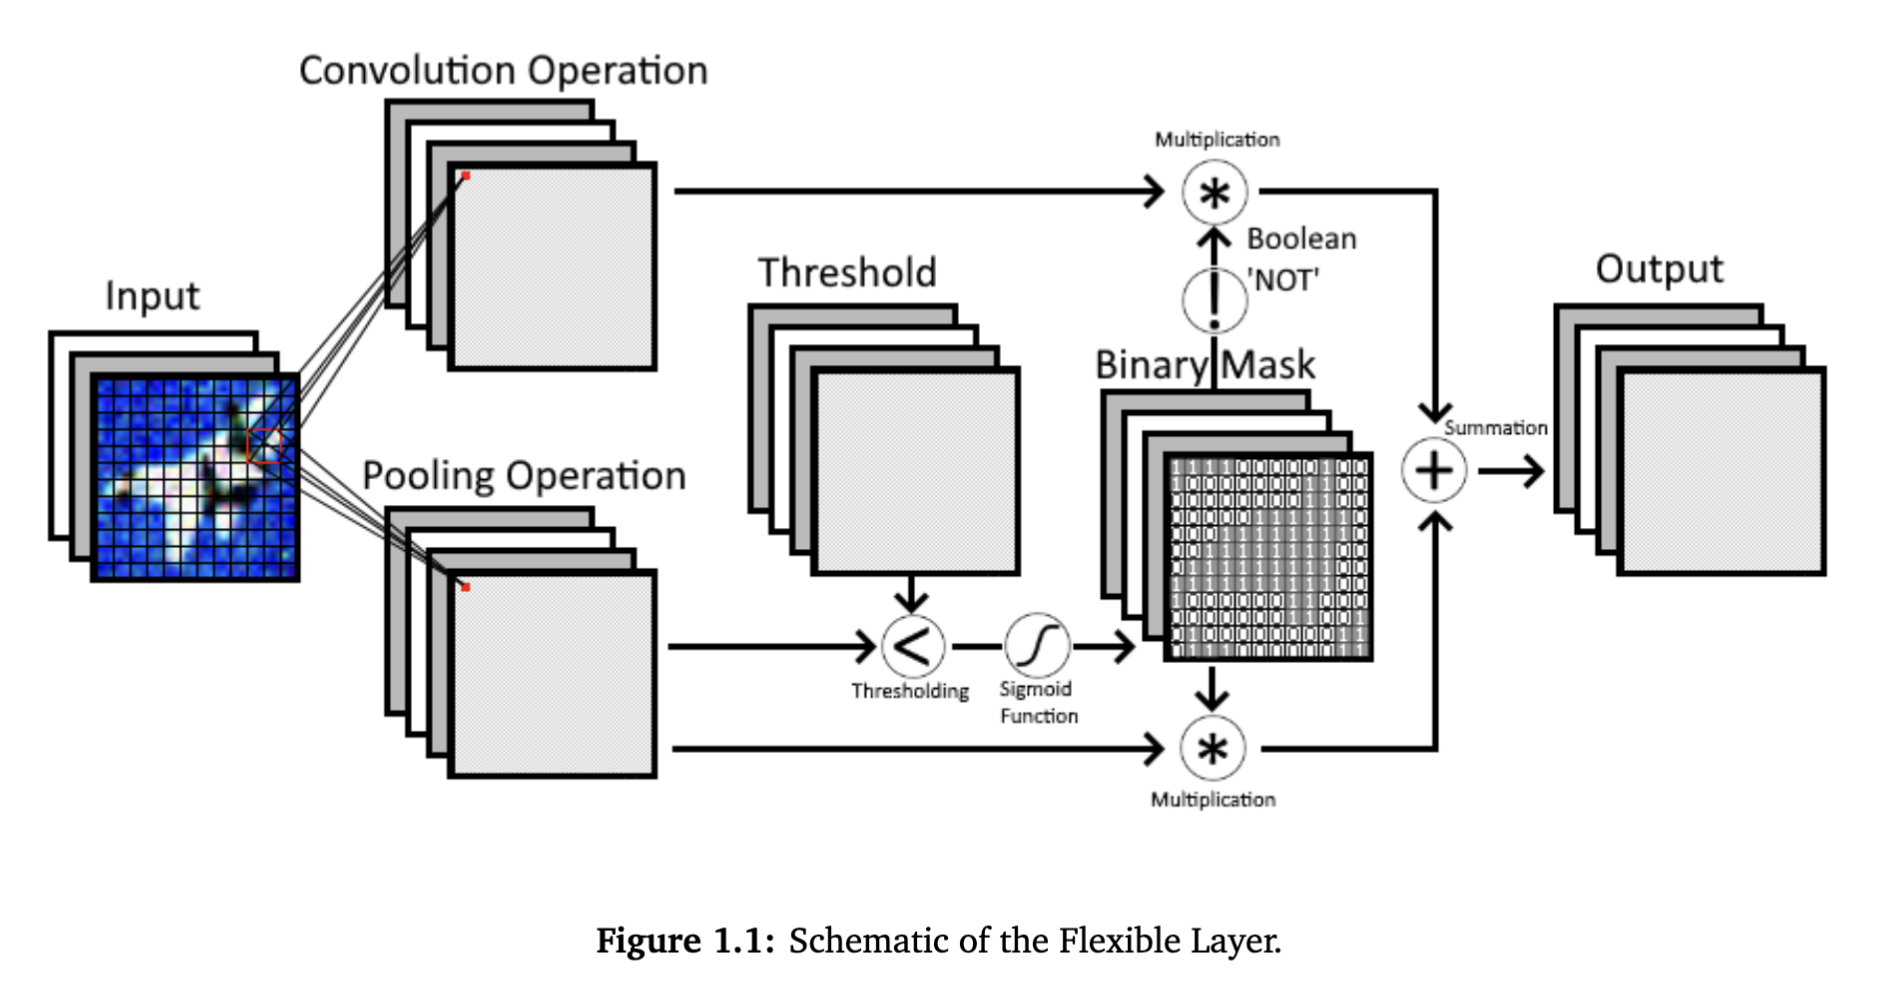 Convolution Operation
Multiplication
*
Boolean
'NOT'
!
Input
Threshold
Output
Binary Mask
Summation
+
Pooling Operation
<
Thresholding
Sigmoid
Function
*
Multiplication
Figure 1.1: Schematic of the Flexible Layer.